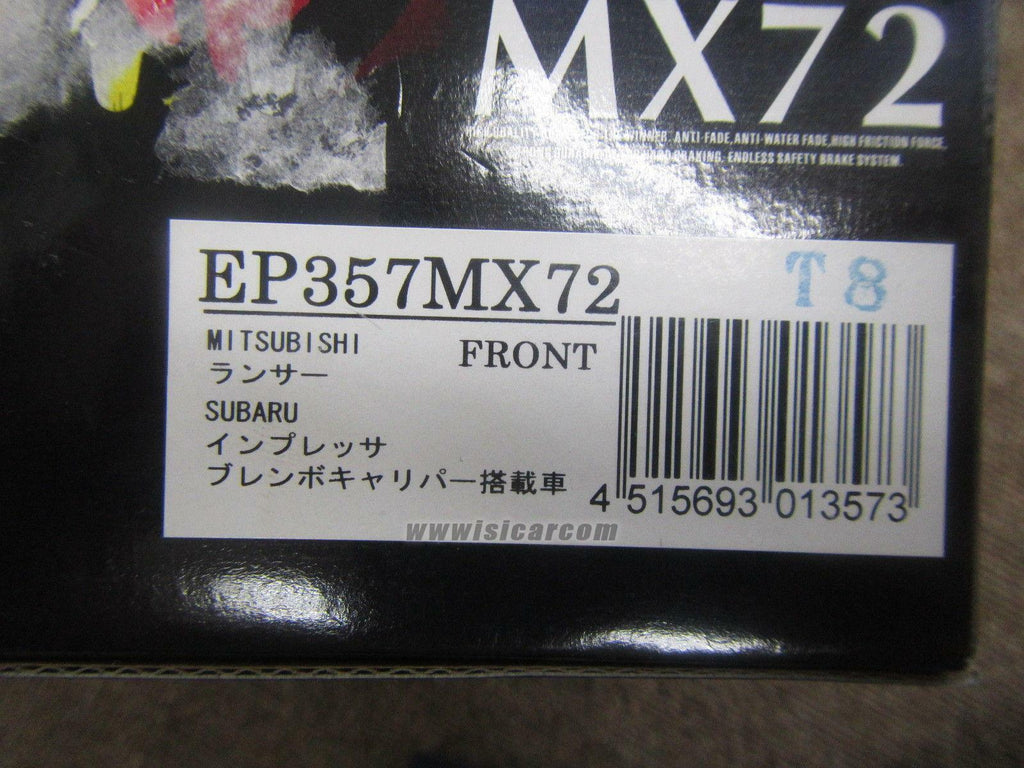 MX72
WINNER. ANTI-FADE, ANTI-WATER FADE, HIGH FRICTION FORCE.
BRAKING. ENDLESS SAFETY BRAKE SYSTEM.
EP357MX72
T8
MITSUBISHI
FRONT
ランサー
SUBARU
インプレッサ
ブレンボキャリパー搭載車
4 515693 013573
wwwisicarcom